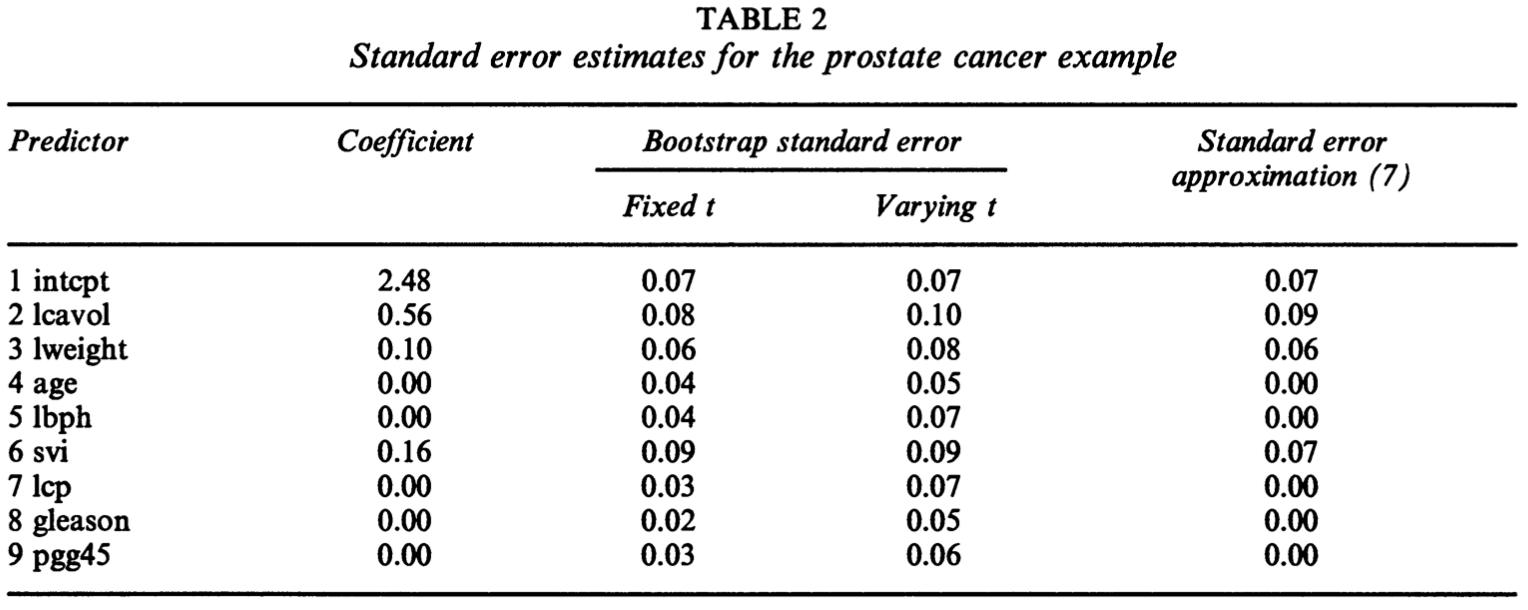 TABLE 2
Standard error estimates for the prostate cancer example
Predictor Coefficient Bootstrap standard error Standard error approximation (7)
Fixed t Varying t
1 intcpt 2.48 0.07 0.07 0.07
2 lcavol 0.56 0.08 0.10 0.09
3 lweight 0.10 0.06 0.08 0.06
4 age 0.00 0.04 0.05 0.00
5 lbph 0.00 0.04 0.07 0.00
6 svi 0.16 0.09 0.09 0.07
7 lcp 0.00 0.03 0.07 0.00
8 gleason 0.00 0.02 0.05 0.00
9 pgg45 0.00 0.03 0.06 0.00